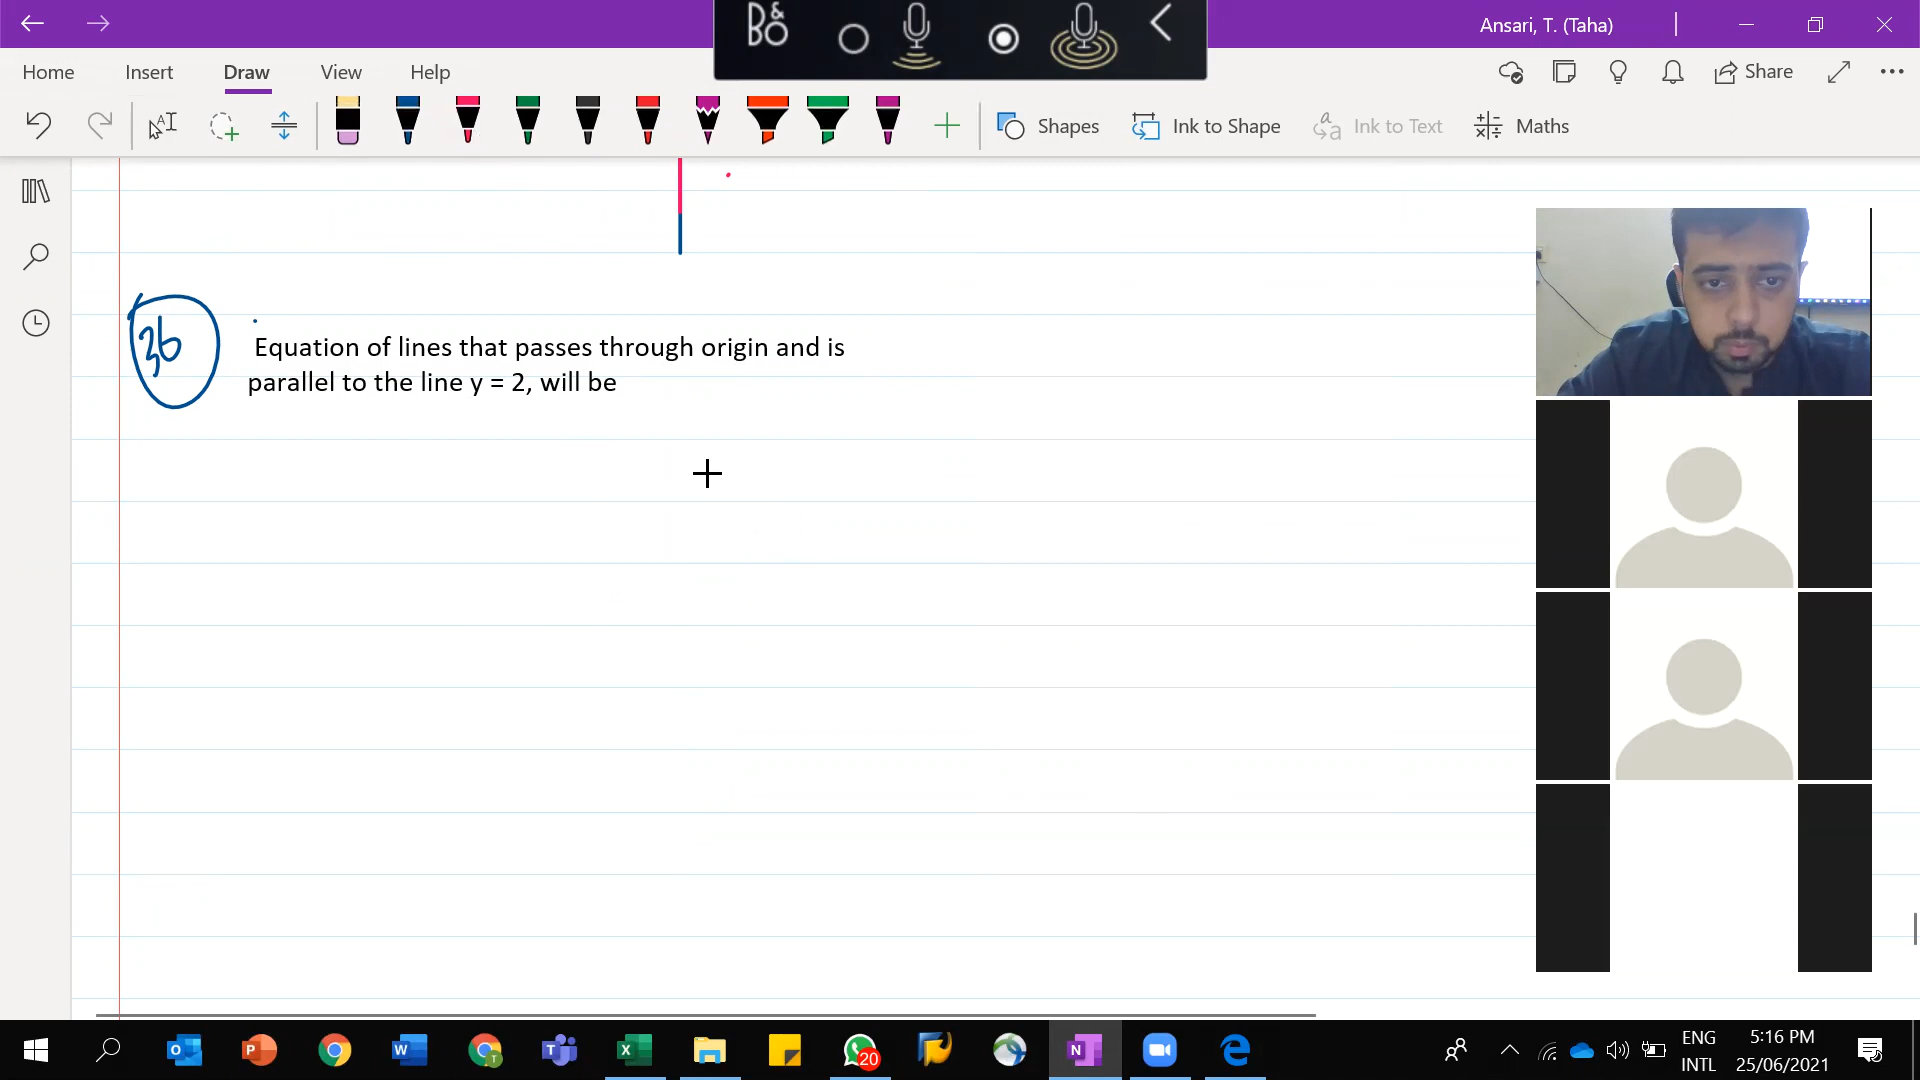 B&O
Ansari, T. (Taha)
Home Insert Draw View Help
Share
Shapes Ink to Shape Ink to Text Maths
36
Equation of lines that passes through origin and is
parallel to the line y = 2, will be
20
ENG
INTL
5:16 PM
25/06/2021